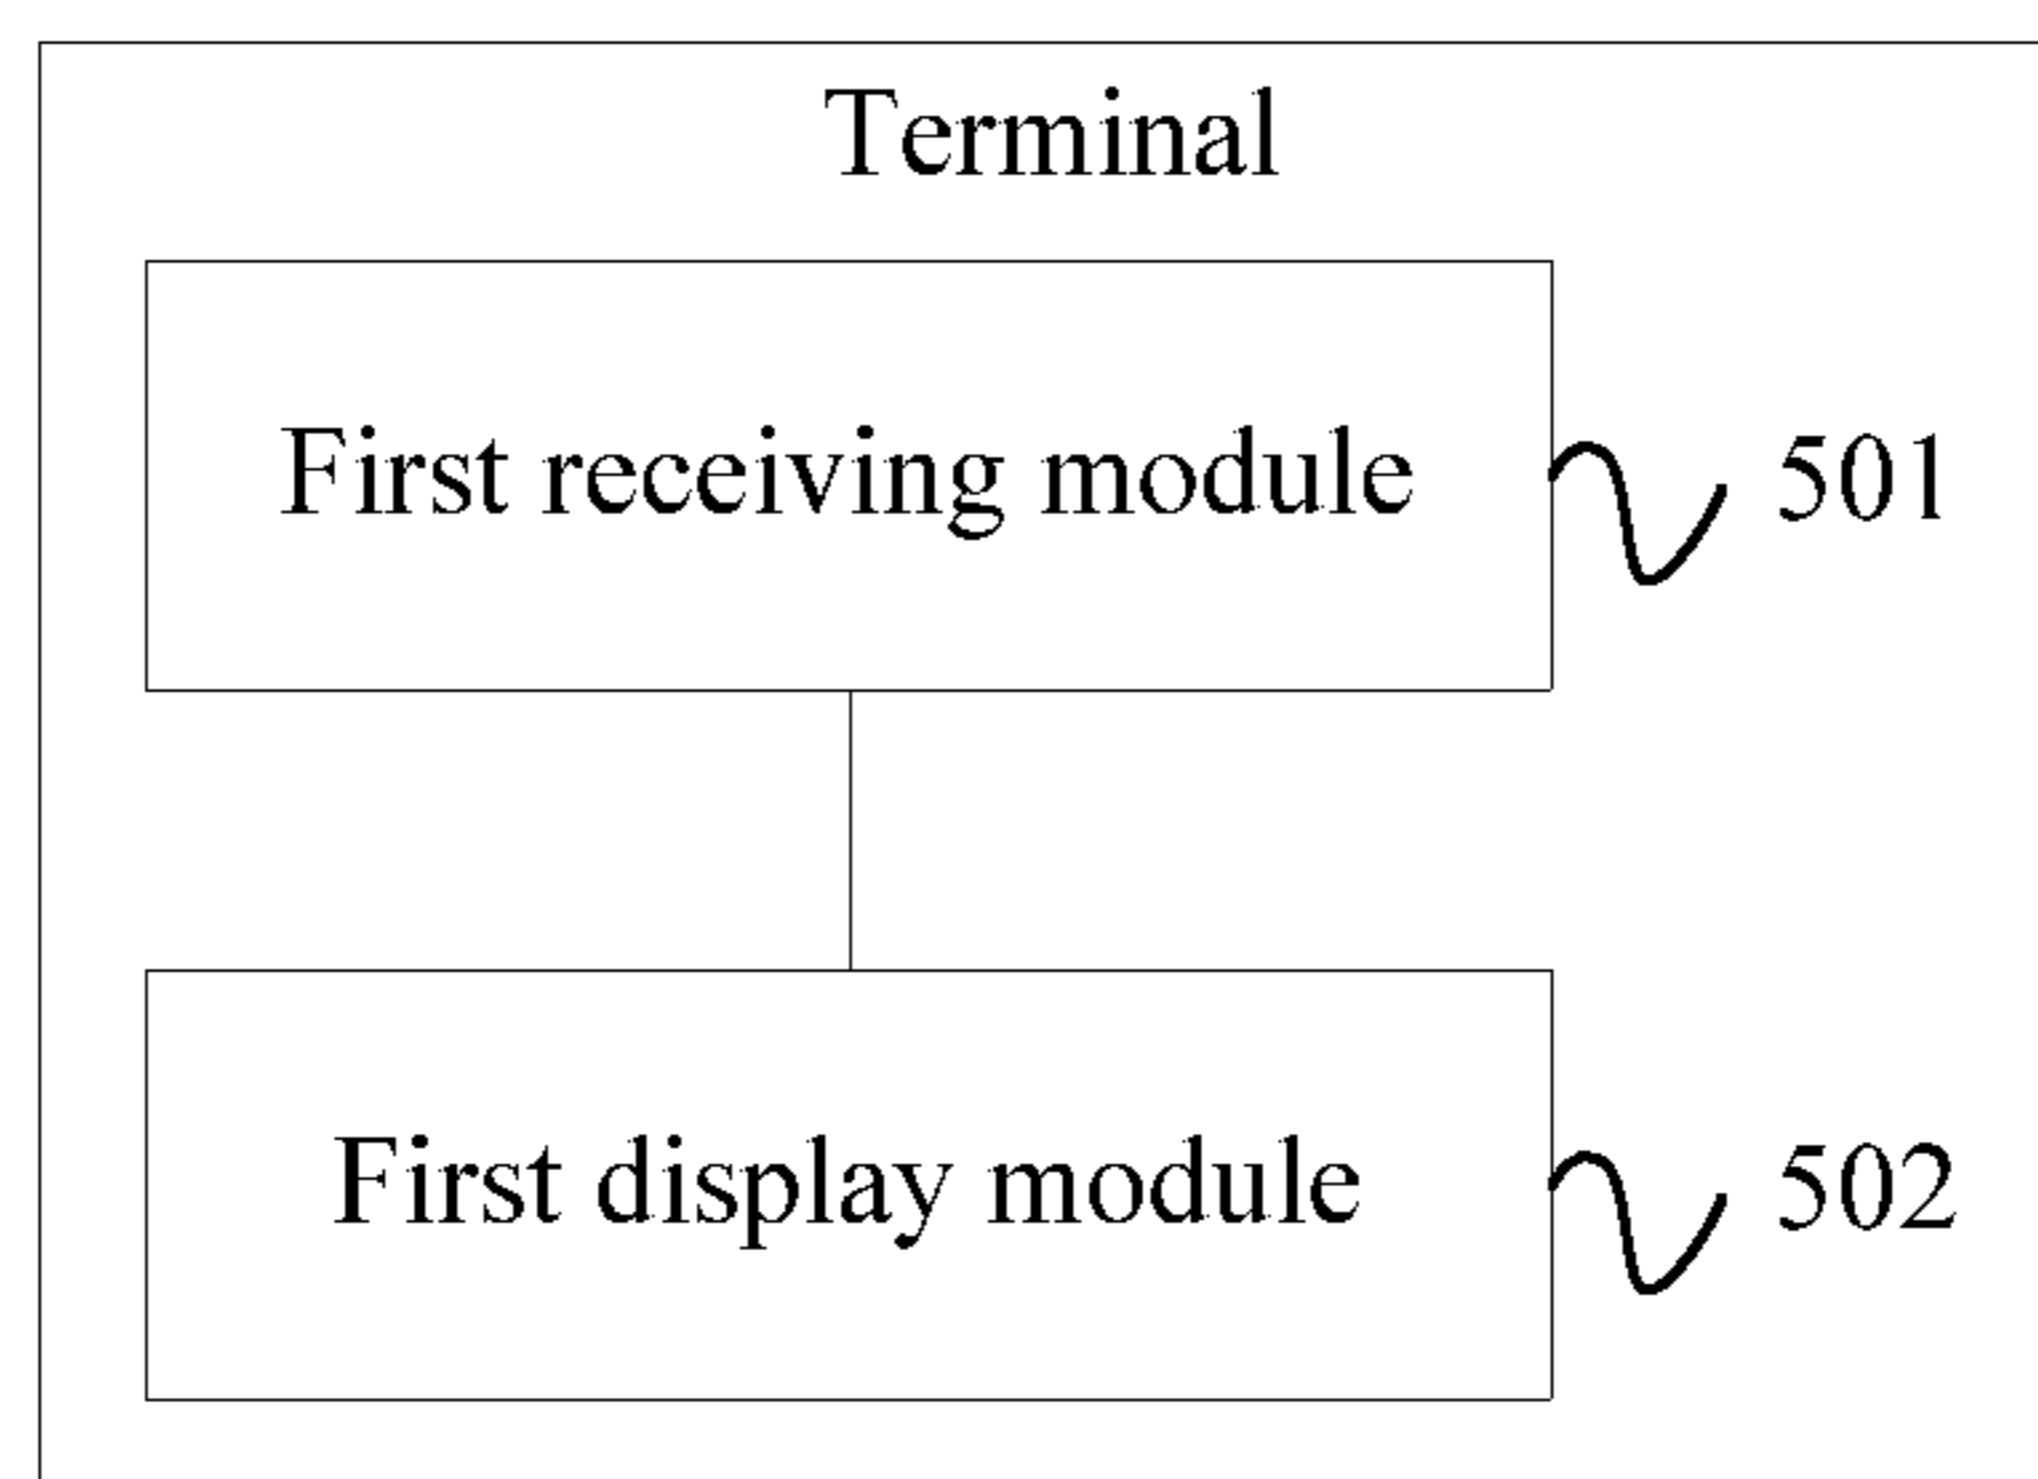 Terminal
First receiving module
501
First display module
502